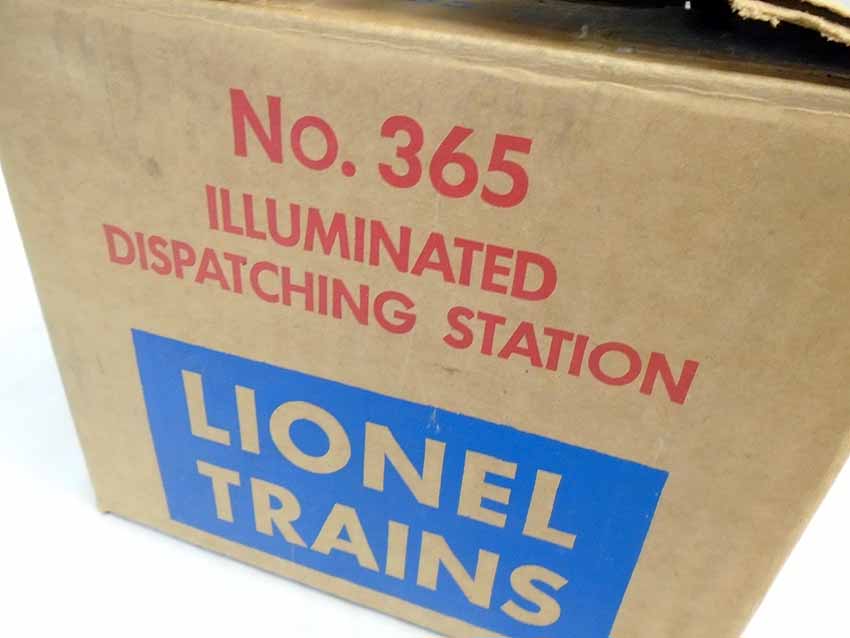 No. 365
ILLUMINATED
DISPATCHING STATION
LIONEL
TRAINS